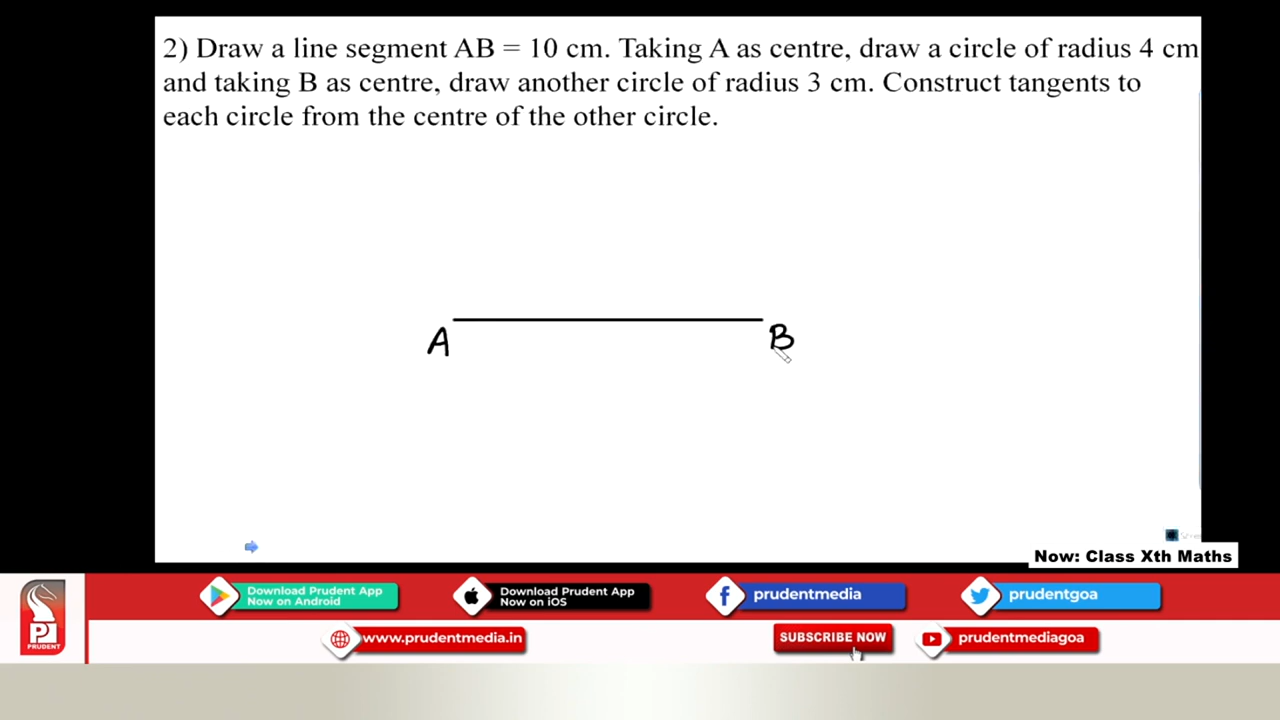 2) Draw a line segment AB = 10 cm. Taking A as centre, draw a circle of radius 4 cm
and taking B as centre, draw another circle of radius 3 cm. Construct tangents to
each circle from the centre of the other circle.
A
B
Now: Class Xth Maths
Download Prudent App
Now on Android
Download Prudent App
Now on iOS
prudentmedia
prudentgoa
PRUDENT
www.prudentmedia.in
SUBSCRIBE NOW
prudentmediagoa